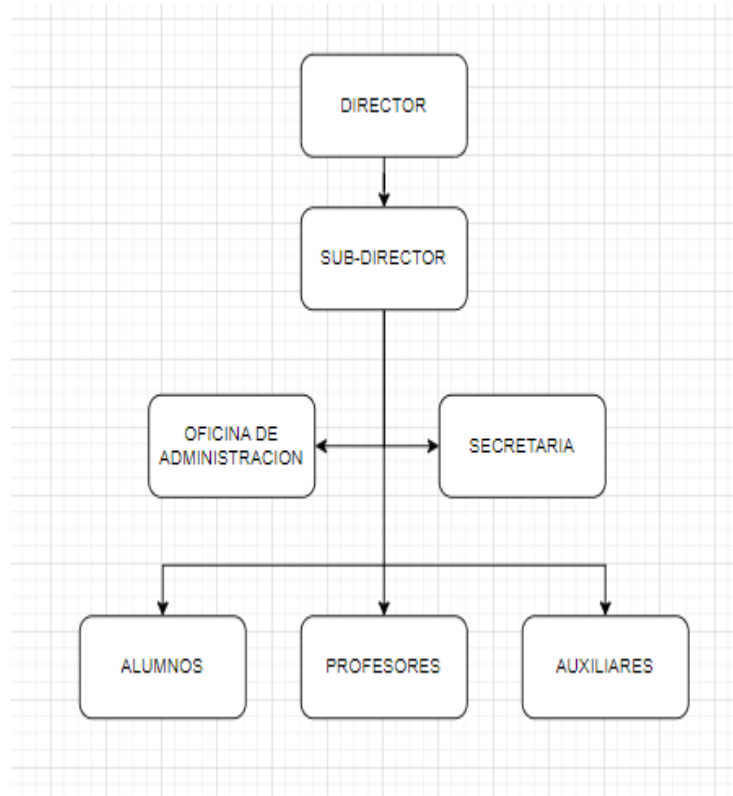 DIRECTOR
SUB-DIRECTOR
OFICINA DE
ADMINISTRACION
SECRETARIA
ALUMNOS
PROFESORES
AUXILIARES